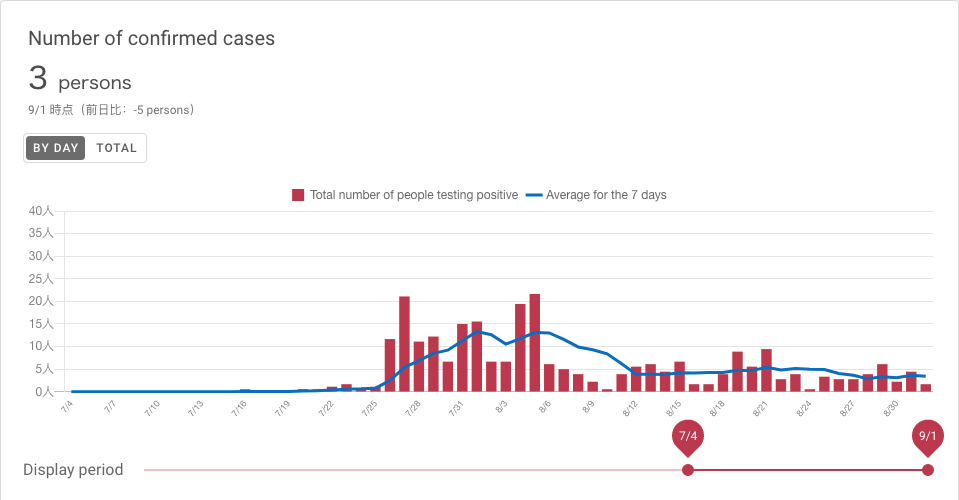 Number of confirmed cases
3 persons
9/1 時点（前日比：-5 persons）
BY DAY TOTAL
Total number of people testing positive Average for the 7 days
40人
35人
30人
25人
20人
15人
10人
5人
0人
7/4 7/7 7/10 7/13 7/16 7/19 7/22 7/25 7/28 7/31 8/3 8/6 8/9 8/12 8/15 8/18 8/21 8/24 8/27 8/30
7/4 9/1
Display period